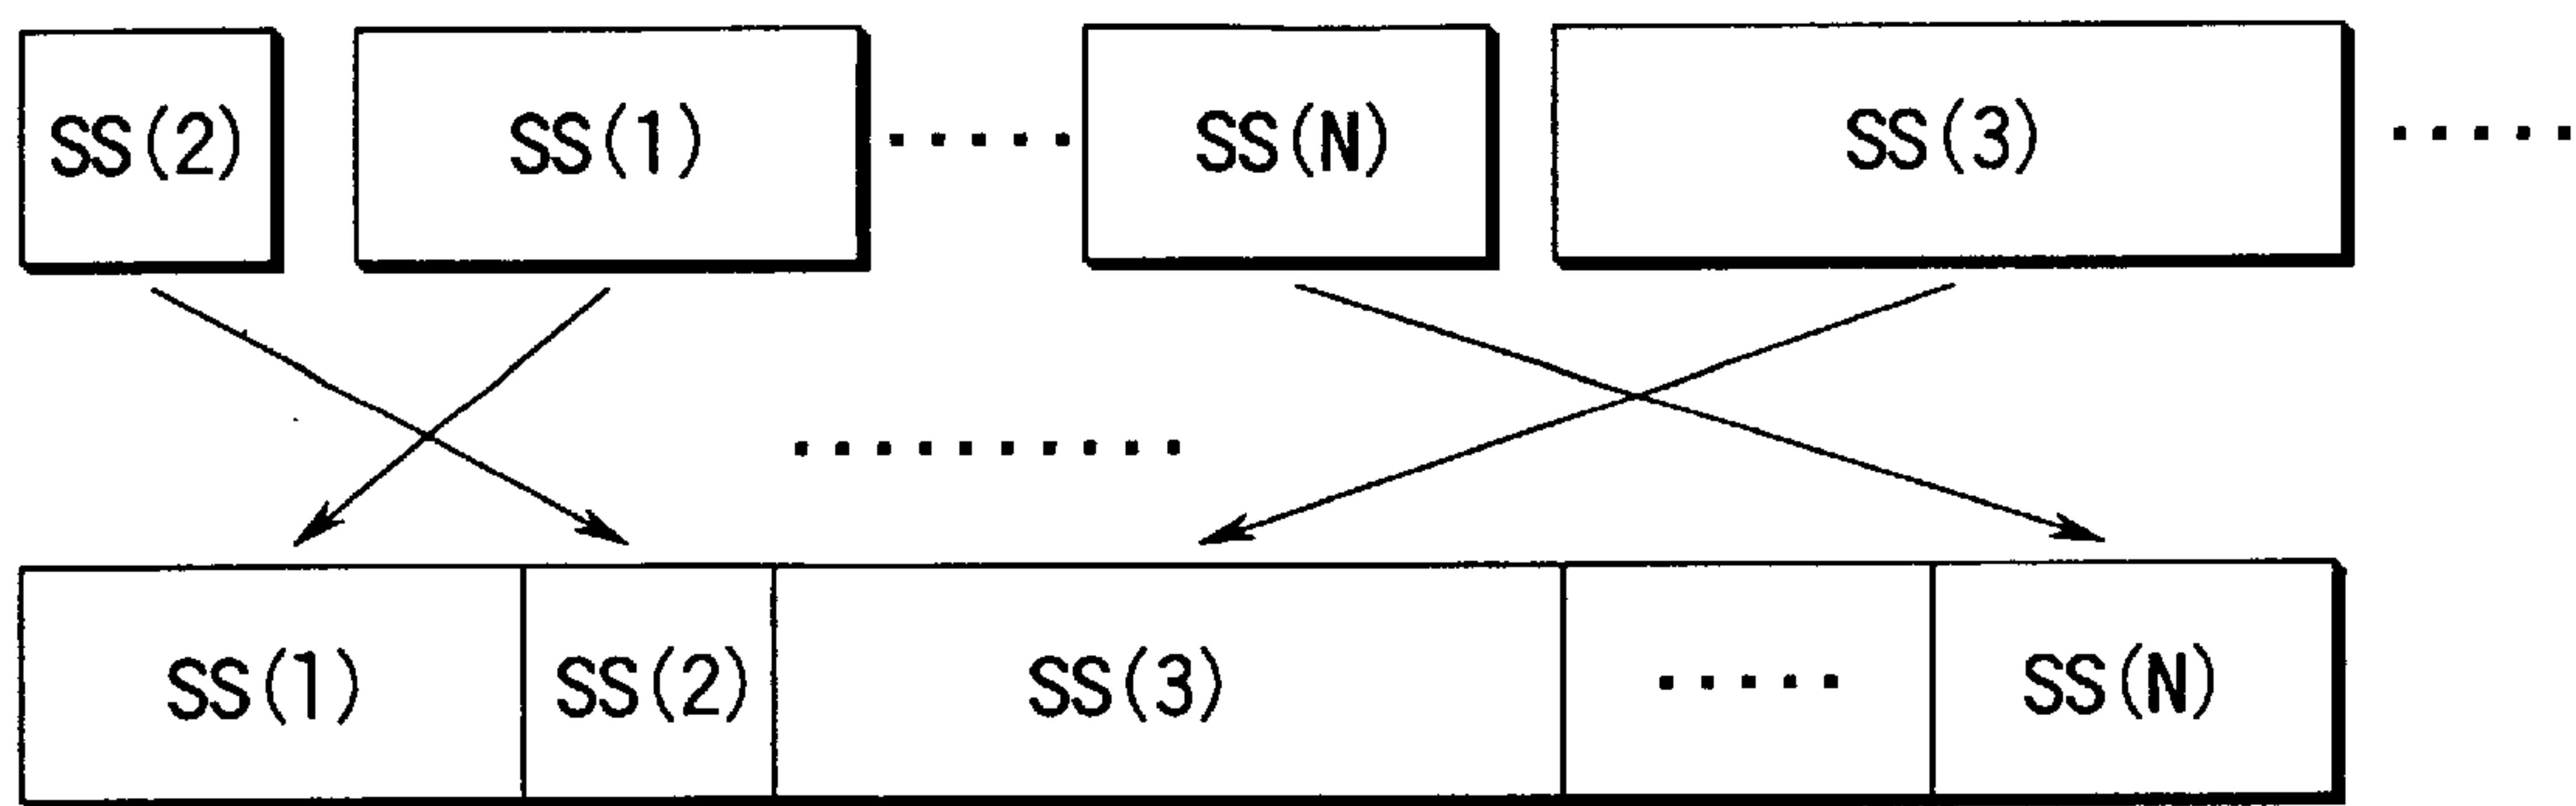 SS(2) SS(1) ..... SS(N) SS(3) .....
..........
SS(1) SS(2) SS(3) ..... SS(N)